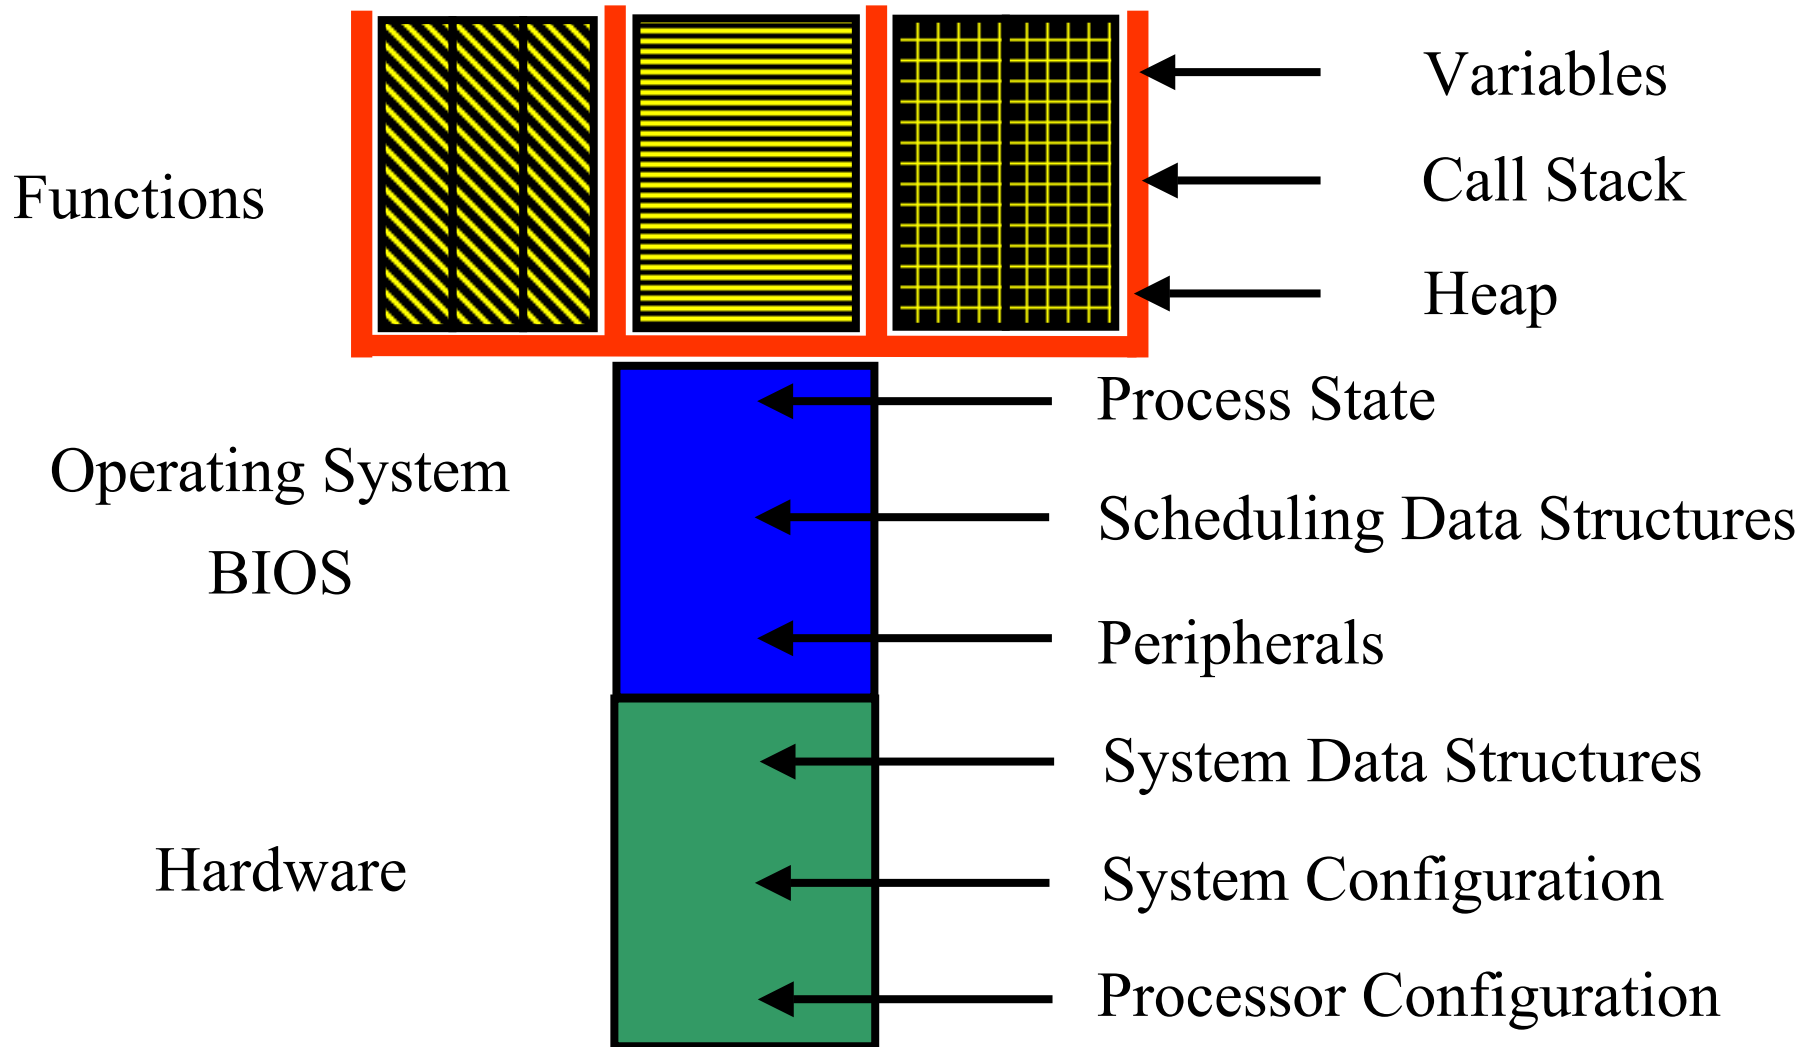 Variables
Call Stack
Functions
Heap
Process State
Operating System
Scheduling Data Structures
BIOS
Peripherals
System Data Structures
Hardware
System Configuration
Processor Configuration